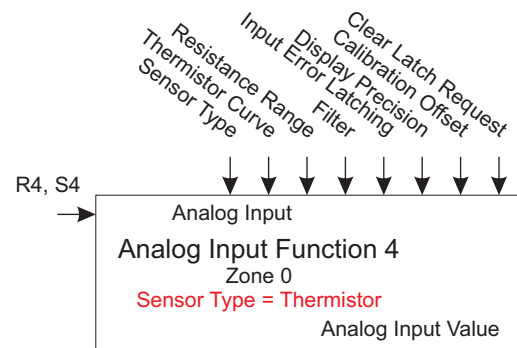 Sensor Type
Thermistor Curve
Resistance Range
Filter
Input Error Latching
Display Precision
Calibration Offset
Clear Latch Request
R4, S4
Analog Input
Analog Input Function 4
Zone 0
Sensor Type = Thermistor
Analog Input Value